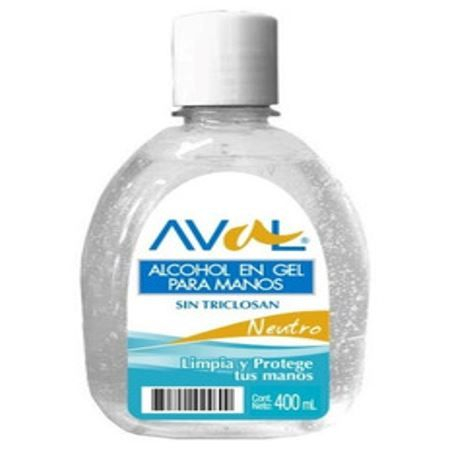 AVAL®
ALCOHOL EN GEL
PARA MANOS
SIN TRICLOSAN
Neutro
Limpia y Protege
tus manos
Cont.
Neto: 400 mL